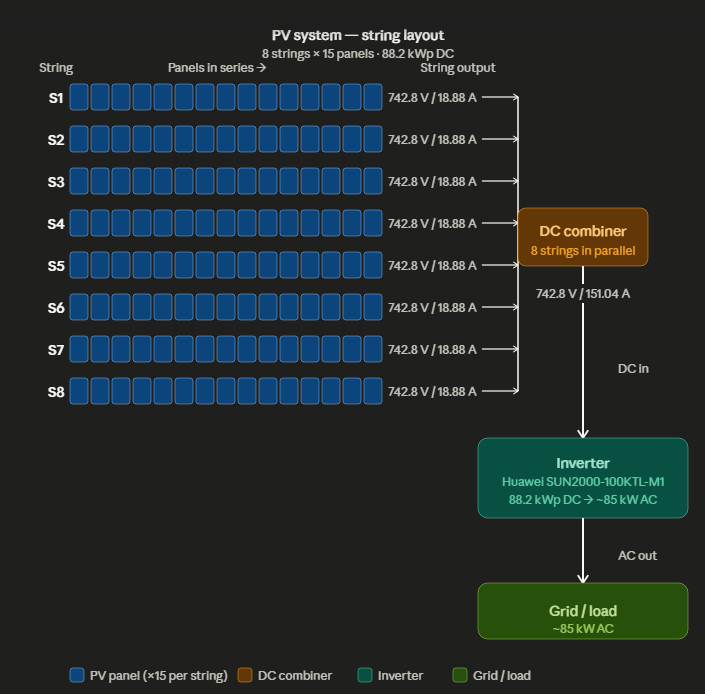 PV system — string layout
8 strings × 15 panels · 88.2 kWp DC
String Panels in series → String output
S1 742.8 V / 18.88 A
S2 742.8 V / 18.88 A
S3 742.8 V / 18.88 A
S4 742.8 V / 18.88 A
S5 742.8 V / 18.88 A
S6 742.8 V / 18.88 A
S7 742.8 V / 18.88 A
S8 742.8 V / 18.88 A
DC combiner
8 strings in parallel
742.8 V / 151.04 A
DC in
Inverter
Huawei SUN2000-100KTL-M1
88.2 kWp DC → ~85 kW AC
AC out
Grid / load
~85 kW AC
PV panel (×15 per string) DC combiner Inverter Grid / load